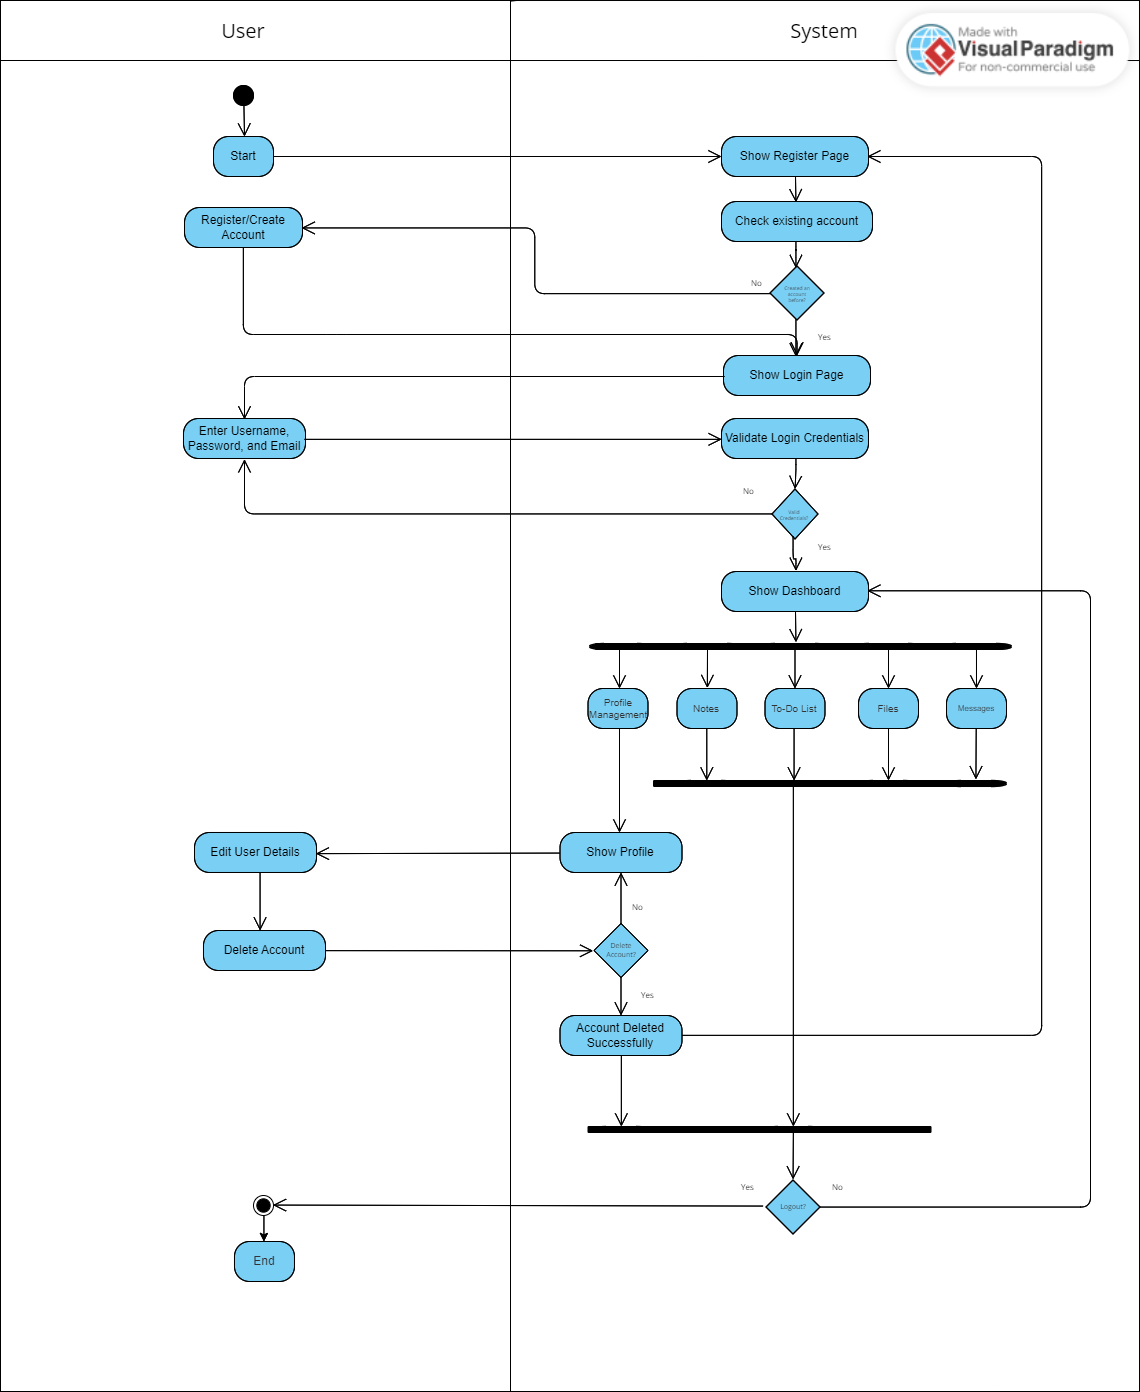 User
System
Made with
Visual Paradigm
For non-commercial use
Start
Show Register Page
Register/Create
Account
Check existing account
No
Created an
account
before?
Yes
Show Login Page
Enter Username,
Password, and Email
Validate Login Credentials
No
Valid
Credentials?
Yes
Show Dashboard
Profile
Management
Notes
To-Do List
Files
Messages
Edit User Details
Show Profile
No
Delete Account
Delete
Account?
Yes
Account Deleted
Successfully
Yes
No
Logout?
End